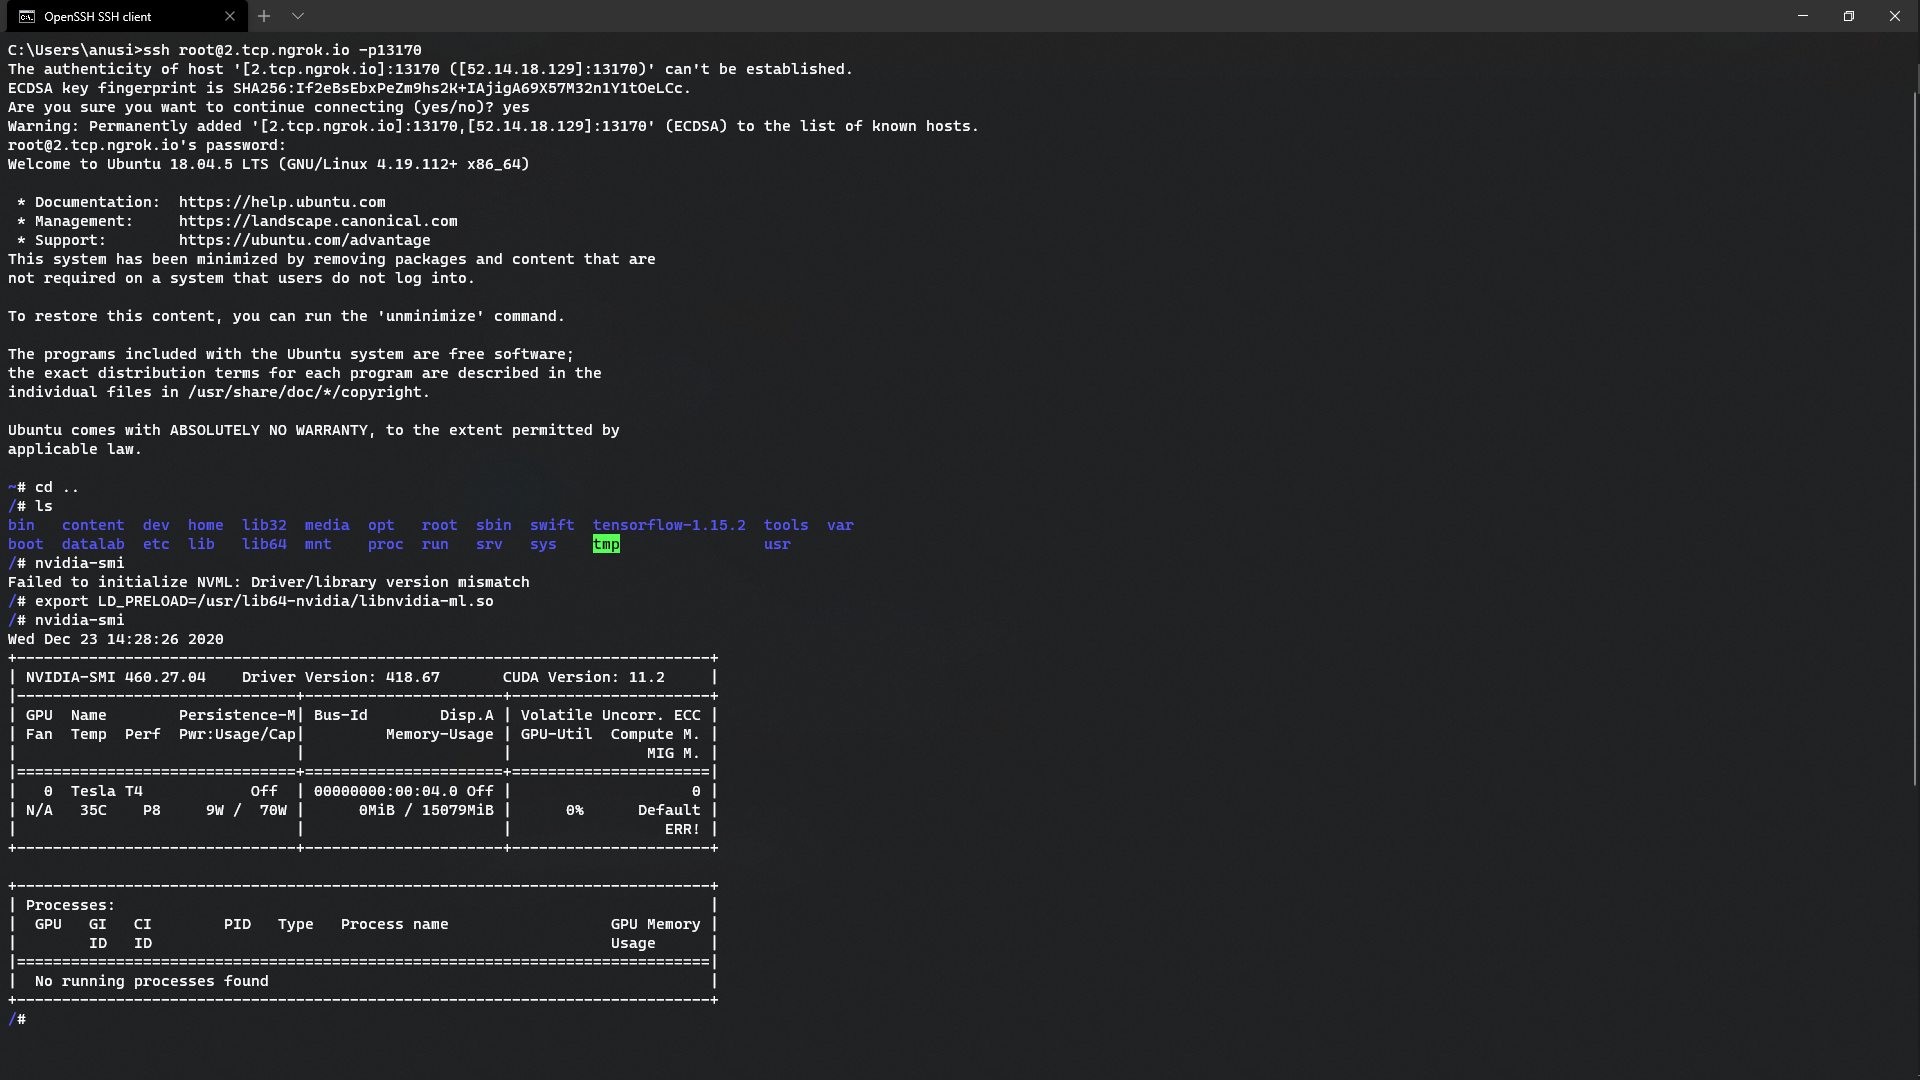 OpenSSH SSH client
C:\Users\anusi>ssh root@2.tcp.ngrok.io -p13170
The authenticity of host '[2.tcp.ngrok.io]:13170 ([52.14.18.129]:13170)' can't be established.
ECDSA key fingerprint is SHA256:If2eBsEbxPeZm9hs2K+IAjigA69X57M32n1Y1tOeLCc.
Are you sure you want to continue connecting (yes/no)? yes
Warning: Permanently added '[2.tcp.ngrok.io]:13170,[52.14.18.129]:13170' (ECDSA) to the list of known hosts.
root@2.tcp.ngrok.io's password:
Welcome to Ubuntu 18.04.5 LTS (GNU/Linux 4.19.112+ x86_64)

 * Documentation:  https://help.ubuntu.com
 * Management:     https://landscape.canonical.com
 * Support:        https://ubuntu.com/advantage
This system has been minimized by removing packages and content that are
not required on a system that users do not log into.

To restore this content, you can run the 'unminimize' command.

The programs included with the Ubuntu system are free software;
the exact distribution terms for each program are described in the
individual files in /usr/share/doc/*/copyright.

Ubuntu comes with ABSOLUTELY NO WARRANTY, to the extent permitted by
applicable law.

~# cd ..
/# ls
bin   content  dev  home  lib32  media  opt   root  sbin  swift  tensorflow-1.15.2  tools  var
boot  datalab  etc  lib   lib64  mnt    proc  run   srv   sys    tmp                usr
/# nvidia-smi
Failed to initialize NVML: Driver/library version mismatch
/# export LD_PRELOAD=/usr/lib64-nvidia/libnvidia-ml.so
/# nvidia-smi
Wed Dec 23 14:28:26 2020
+-----------------------------------------------------------------------------+
| NVIDIA-SMI 460.27.04    Driver Version: 418.67       CUDA Version: 11.2     |
|-------------------------------+----------------------+----------------------+
| GPU  Name        Persistence-M| Bus-Id        Disp.A | Volatile Uncorr. ECC |
| Fan  Temp  Perf  Pwr:Usage/Cap|         Memory-Usage | GPU-Util  Compute M. |
|                               |                      |               MIG M. |
|===============================+======================+======================|
|   0  Tesla T4            Off  | 00000000:00:04.0 Off |                    0 |
| N/A   35C    P8     9W /  70W |      0MiB / 15079MiB |      0%      Default |
|                               |                      |                 ERR! |
+-------------------------------+----------------------+----------------------+

+-----------------------------------------------------------------------------+
| Processes:                                                                  |
|  GPU   GI   CI        PID   Type   Process name                  GPU Memory |
|        ID   ID                                                   Usage      |
|=============================================================================|
|  No running processes found                                                 |
+-----------------------------------------------------------------------------+
/#